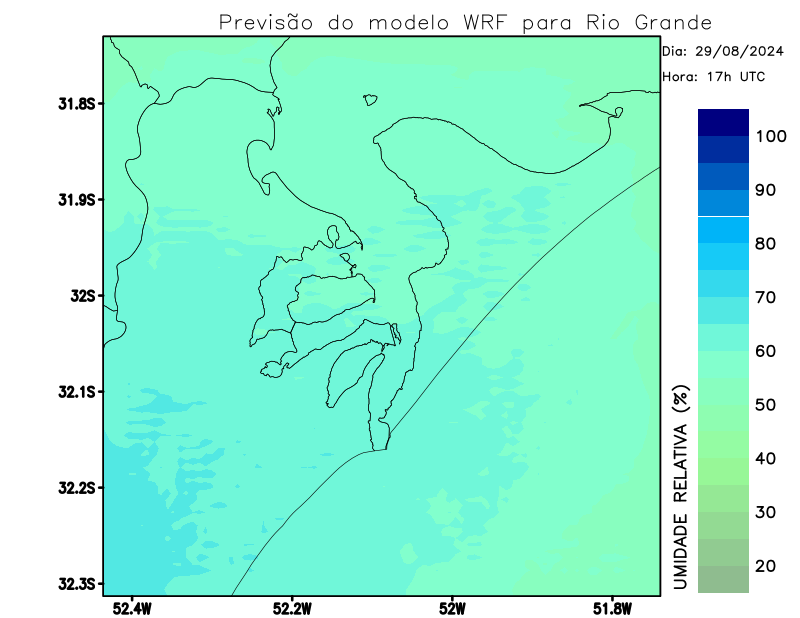 Previsão do modelo WRF para Rio Grande
Dia: 29/08/2024
Hora: 17h UTC
31.8S
31.9S
32S
32.1S
32.2S
32.3S
52.4W
52.2W
52W
51.8W
100
90
80
70
60
50
40
30
20
UMIDADE RELATIVA (%)